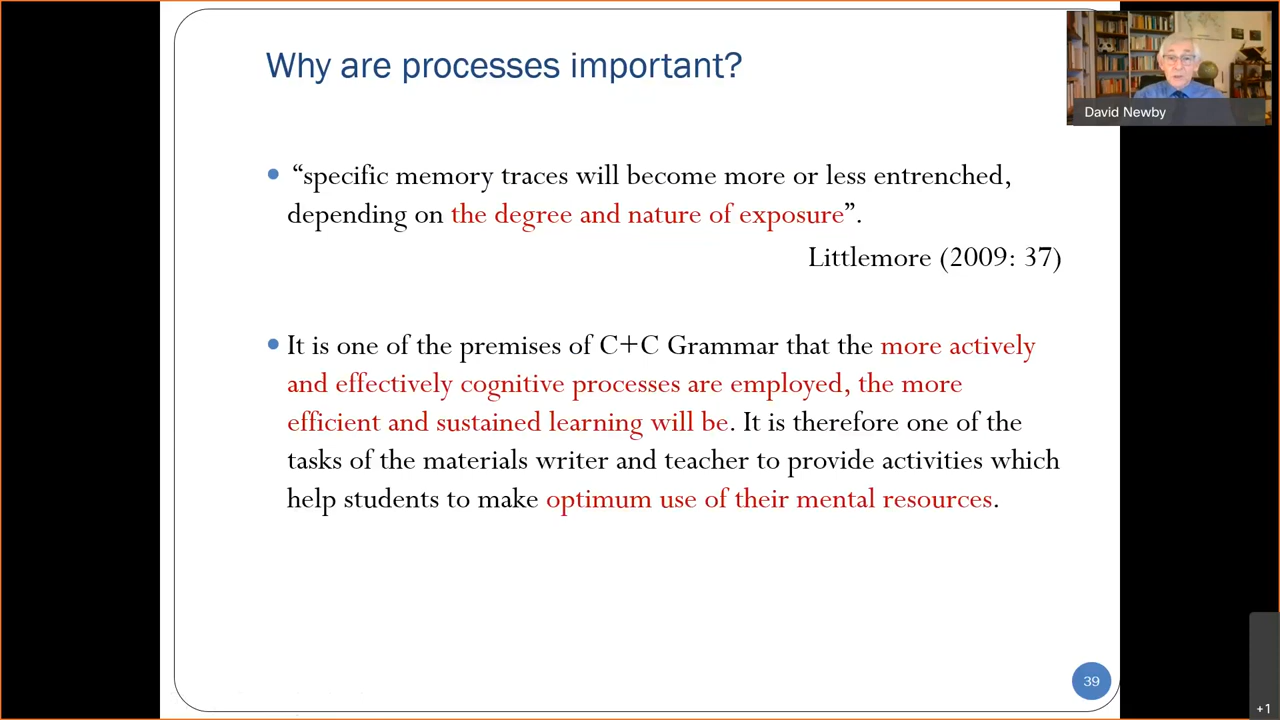 Why are processes important?
David Newby
“specific memory traces will become more or less entrenched,
depending on the degree and nature of exposure”.
Littlemore (2009: 37)
It is one of the premises of C+C Grammar that the more actively
and effectively cognitive processes are employed, the more
efficient and sustained learning will be. It is therefore one of the
tasks of the materials writer and teacher to provide activities which
help students to make optimum use of their mental resources.
39
+1